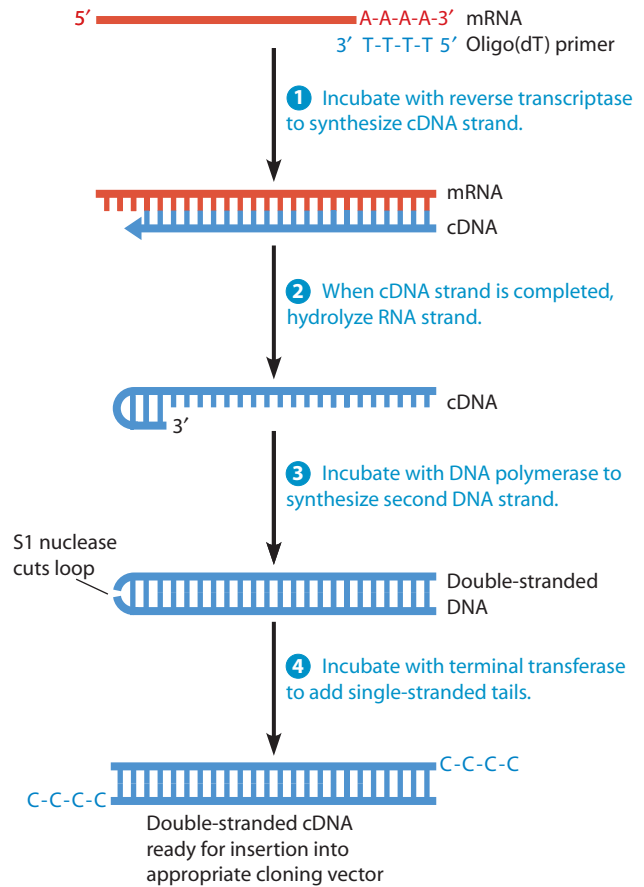 5′ A-A-A-A-3′ mRNA
3′ T-T-T-T 5′ Oligo(dT) primer
1 Incubate with reverse transcriptase
to synthesize cDNA strand.
mRNA
cDNA
2 When cDNA strand is completed,
hydrolyze RNA strand.
cDNA
3′
3 Incubate with DNA polymerase to
synthesize second DNA strand.
S1 nuclease
cuts loop
Double-stranded
DNA
4 Incubate with terminal transferase
to add single-stranded tails.
C-C-C-C
C-C-C-C
Double-stranded cDNA
ready for insertion into
appropriate cloning vector